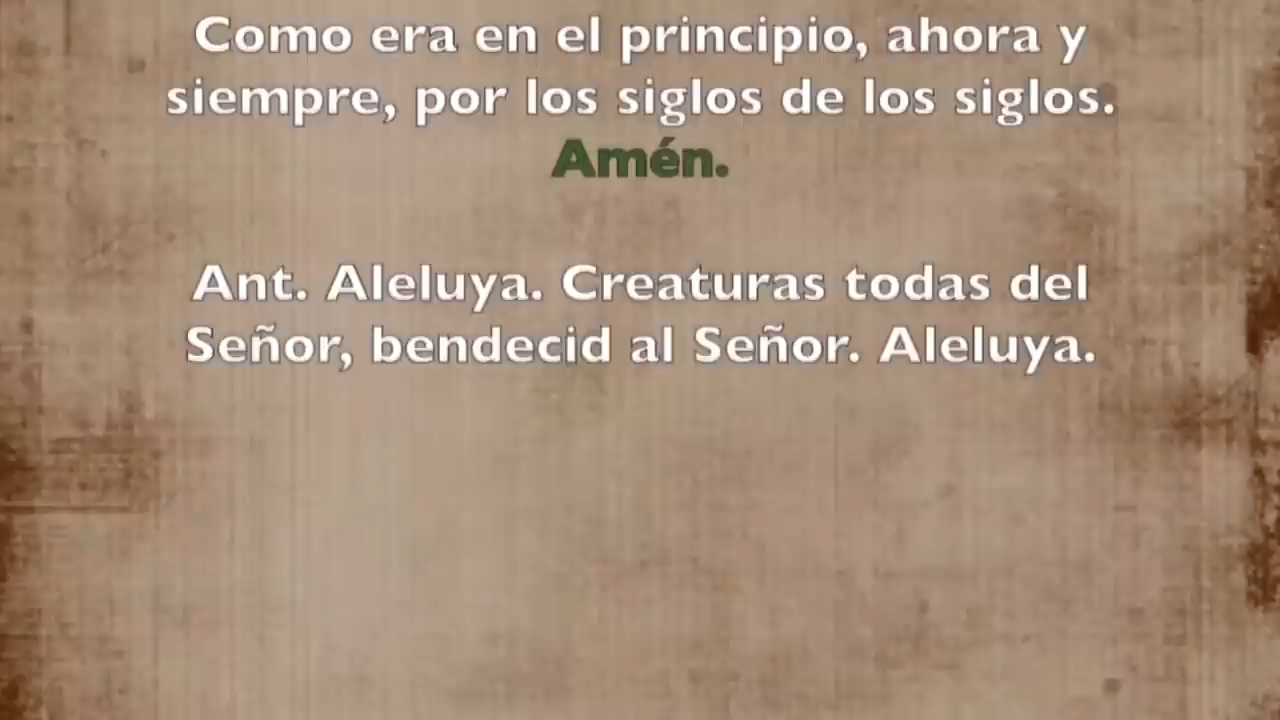 Como era en el principio, ahora y
siempre, por los siglos de los siglos.
Amén.
Ant. Aleluya. Creaturas todas del
Señor, bendecid al Señor. Aleluya.